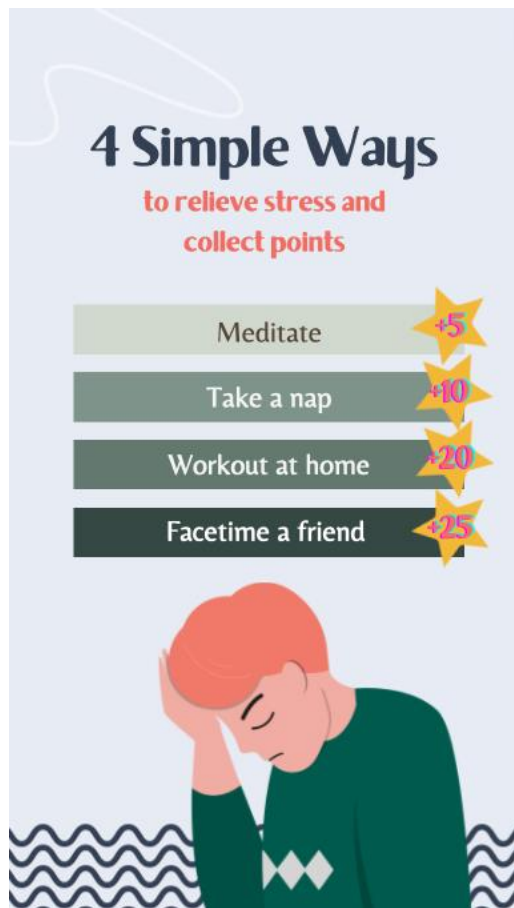 4 Simple Ways
to relieve stress and
collect points
Meditate +5
Take a nap +10
Workout at home +20
Facetime a friend +25